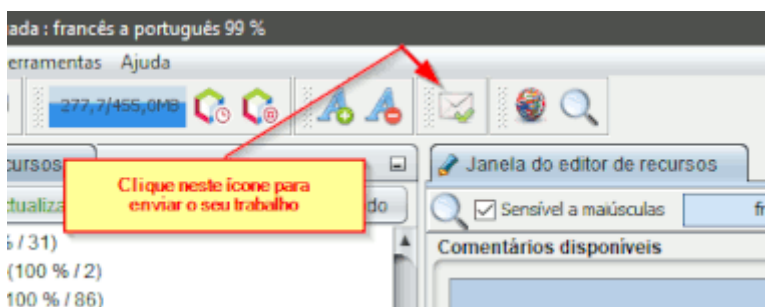 ada : francês a português 99 %
erramentas Ajuda
277,7/455,0MB
cursos
Janela do editor de recursos
Clique neste ícone para
enviar o seu trabalho
ctualiza
do
Sensível a maiúsculas
fr
% / 31)
Comentários disponíveis
(100 % / 2)
100 % / 86)